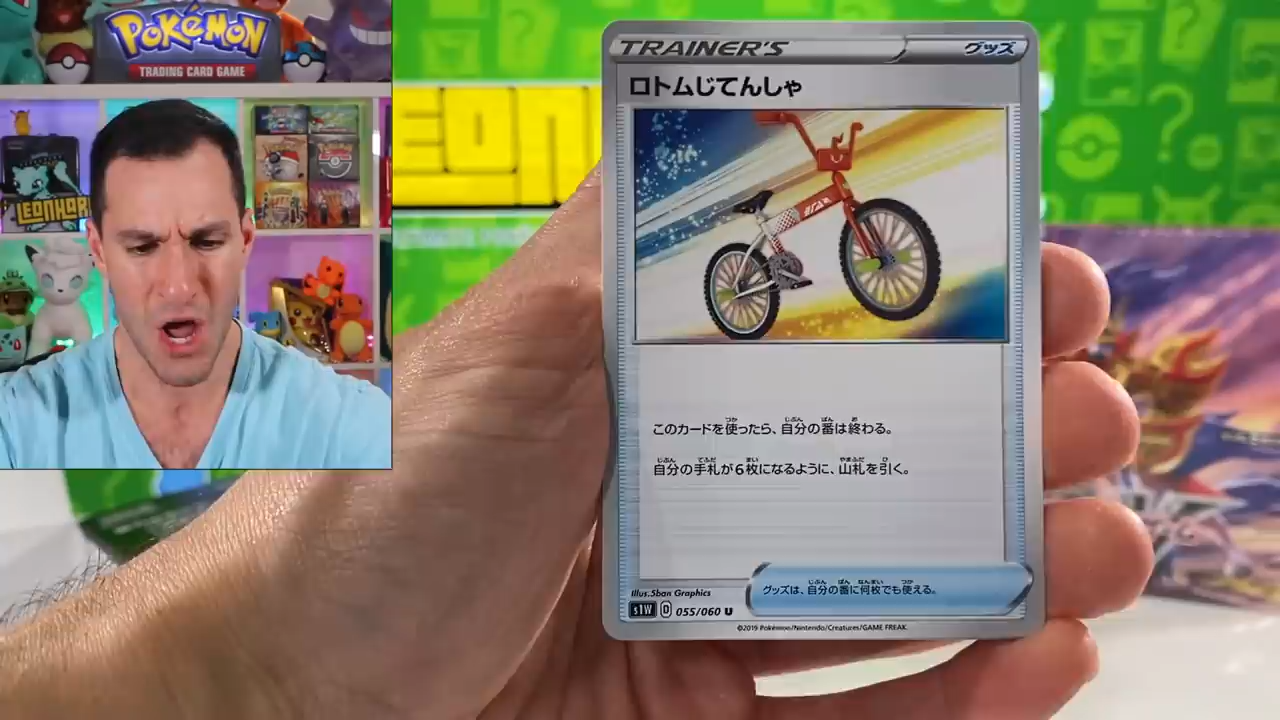 POKéMON
TRADING CARD GAME
LEONHAR
EON
TRAINER'S
グッズ
ロトムじてんしゃ
このカードを使ったら、自分の番は終わる。
自分の手札が6枚になるように、山札を引く。
Illus.5ban Graphics
グッズは、自分の番に何枚でも使える。
s1W D 055/060 U
©2019 Pokémon/Nintendo/Creatures/GAME FREAK.